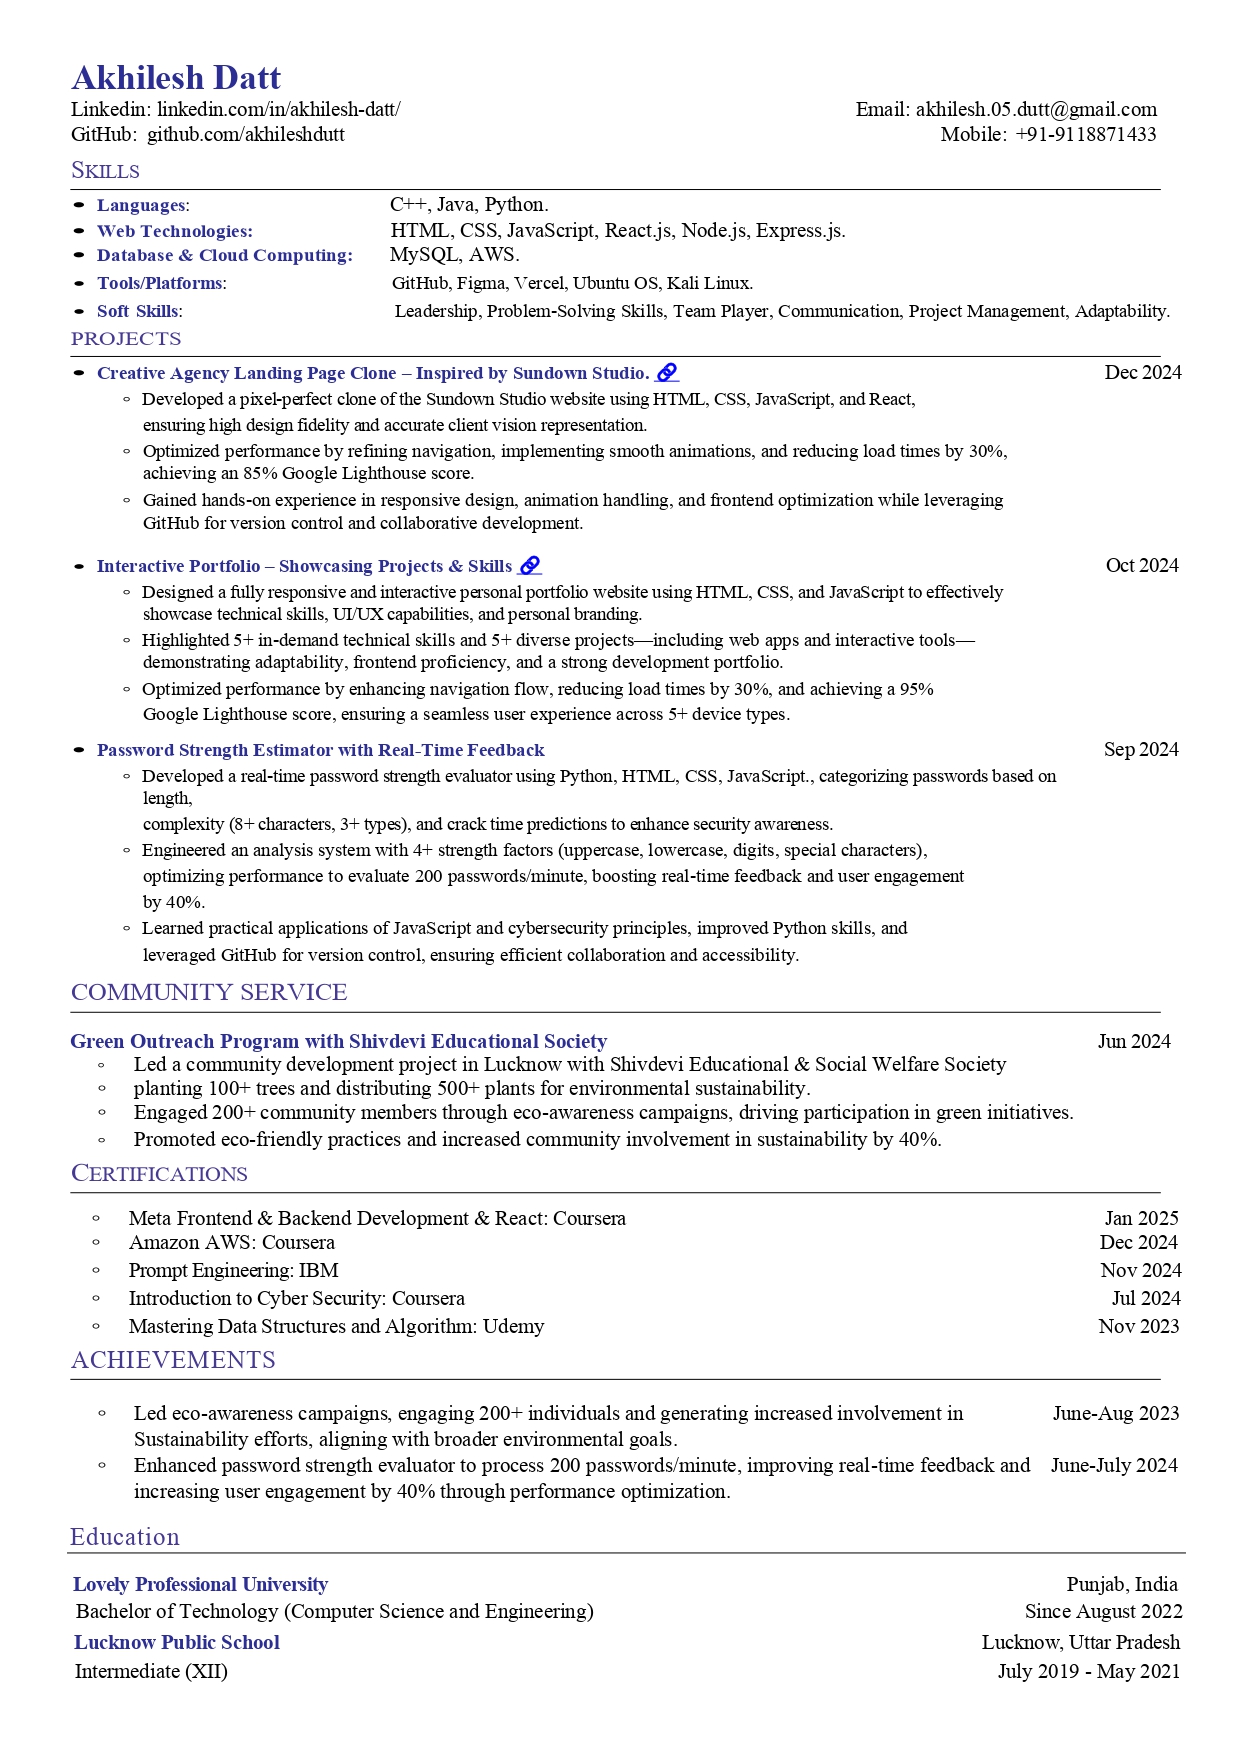 Akhilesh Datt
Linkedin: linkedin.com/in/akhilesh-datt/ Email: akhilesh.05.dutt@gmail.com
GitHub: github.com/akhileshdutt Mobile: +91-9118871433
SKILLS
Languages: C++, Java, Python.
Web Technologies: HTML, CSS, JavaScript, React.js, Node.js, Express.js.
Database & Cloud Computing: MySQL, AWS.
Tools/Platforms: GitHub, Figma, Vercel, Ubuntu OS, Kali Linux.
Soft Skills: Leadership, Problem-Solving Skills, Team Player, Communication, Project Management, Adaptability.
PROJECTS
Creative Agency Landing Page Clone – Inspired by Sundown Studio. Dec 2024
Developed a pixel-perfect clone of the Sundown Studio website using HTML, CSS, JavaScript, and React,
ensuring high design fidelity and accurate client vision representation.
Optimized performance by refining navigation, implementing smooth animations, and reducing load times by 30%,
achieving an 85% Google Lighthouse score.
Gained hands-on experience in responsive design, animation handling, and frontend optimization while leveraging
GitHub for version control and collaborative development.
Interactive Portfolio – Showcasing Projects & Skills Oct 2024
Designed a fully responsive and interactive personal portfolio website using HTML, CSS, and JavaScript to effectively
showcase technical skills, UI/UX capabilities, and personal branding.
Highlighted 5+ in-demand technical skills and 5+ diverse projects—including web apps and interactive tools—
demonstrating adaptability, frontend proficiency, and a strong development portfolio.
Optimized performance by enhancing navigation flow, reducing load times by 30%, and achieving a 95%
Google Lighthouse score, ensuring a seamless user experience across 5+ device types.
Password Strength Estimator with Real-Time Feedback Sep 2024
Developed a real-time password strength evaluator using Python, HTML, CSS, JavaScript., categorizing passwords based on
length,
complexity (8+ characters, 3+ types), and crack time predictions to enhance security awareness.
Engineered an analysis system with 4+ strength factors (uppercase, lowercase, digits, special characters),
optimizing performance to evaluate 200 passwords/minute, boosting real-time feedback and user engagement
by 40%.
Learned practical applications of JavaScript and cybersecurity principles, improved Python skills, and
leveraged GitHub for version control, ensuring efficient collaboration and accessibility.
COMMUNITY SERVICE
Green Outreach Program with Shivdevi Educational Society Jun 2024
Led a community development project in Lucknow with Shivdevi Educational & Social Welfare Society
planting 100+ trees and distributing 500+ plants for environmental sustainability.
Engaged 200+ community members through eco-awareness campaigns, driving participation in green initiatives.
Promoted eco-friendly practices and increased community involvement in sustainability by 40%.
CERTIFICATIONS
Meta Frontend & Backend Development & React: Coursera Jan 2025
Amazon AWS: Coursera Dec 2024
Prompt Engineering: IBM Nov 2024
Introduction to Cyber Security: Coursera Jul 2024
Mastering Data Structures and Algorithm: Udemy Nov 2023
ACHIEVEMENTS
Led eco-awareness campaigns, engaging 200+ individuals and generating increased involvement in June-Aug 2023
Sustainability efforts, aligning with broader environmental goals.
Enhanced password strength evaluator to process 200 passwords/minute, improving real-time feedback and June-July 2024
increasing user engagement by 40% through performance optimization.
Education
Lovely Professional University Punjab, India
Bachelor of Technology (Computer Science and Engineering) Since August 2022
Lucknow Public School Lucknow, Uttar Pradesh
Intermediate (XII) July 2019 - May 2021